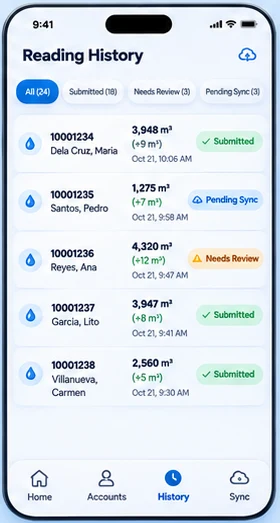 9:41
Reading History
All (24)
Submitted (18)
Needs Review (3)
Pending Sync (3)
10001234
Dela Cruz, Maria
3,948 m³
(+9 m³)
Oct 21, 10:06 AM
Submitted
10001235
Santos, Pedro
1,275 m³
(+7 m³)
Oct 21, 9:58 AM
Pending Sync
10001236
Reyes, Ana
4,320 m³
(+12 m³)
Oct 21, 9:47 AM
Needs Review
10001237
Garcia, Lito
3,947 m³
(+8 m³)
Oct 21, 9:41 AM
Submitted
10001238
Villanueva,
Carmen
2,560 m³
(+5 m³)
Oct 21, 9:30 AM
Submitted
Home
Accounts
History
Sync